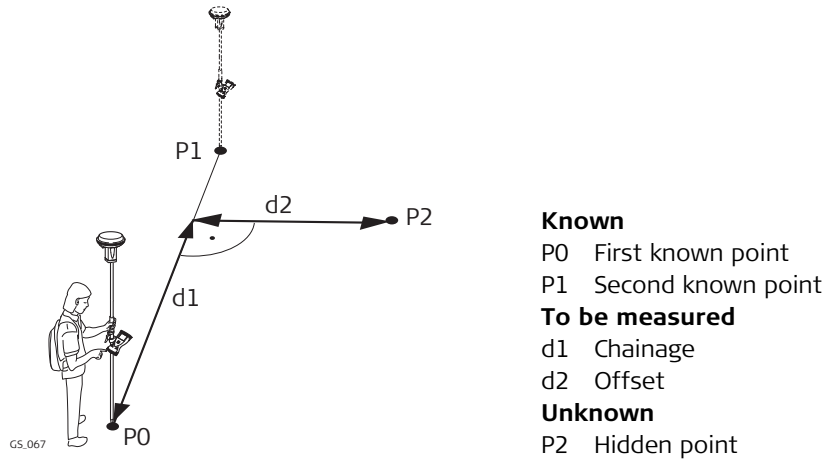 P1
d2
P2
d1
P0
GS_067
Known
P0 First known point
P1 Second known point
To be measured
d1 Chainage
d2 Offset
Unknown
P2 Hidden point